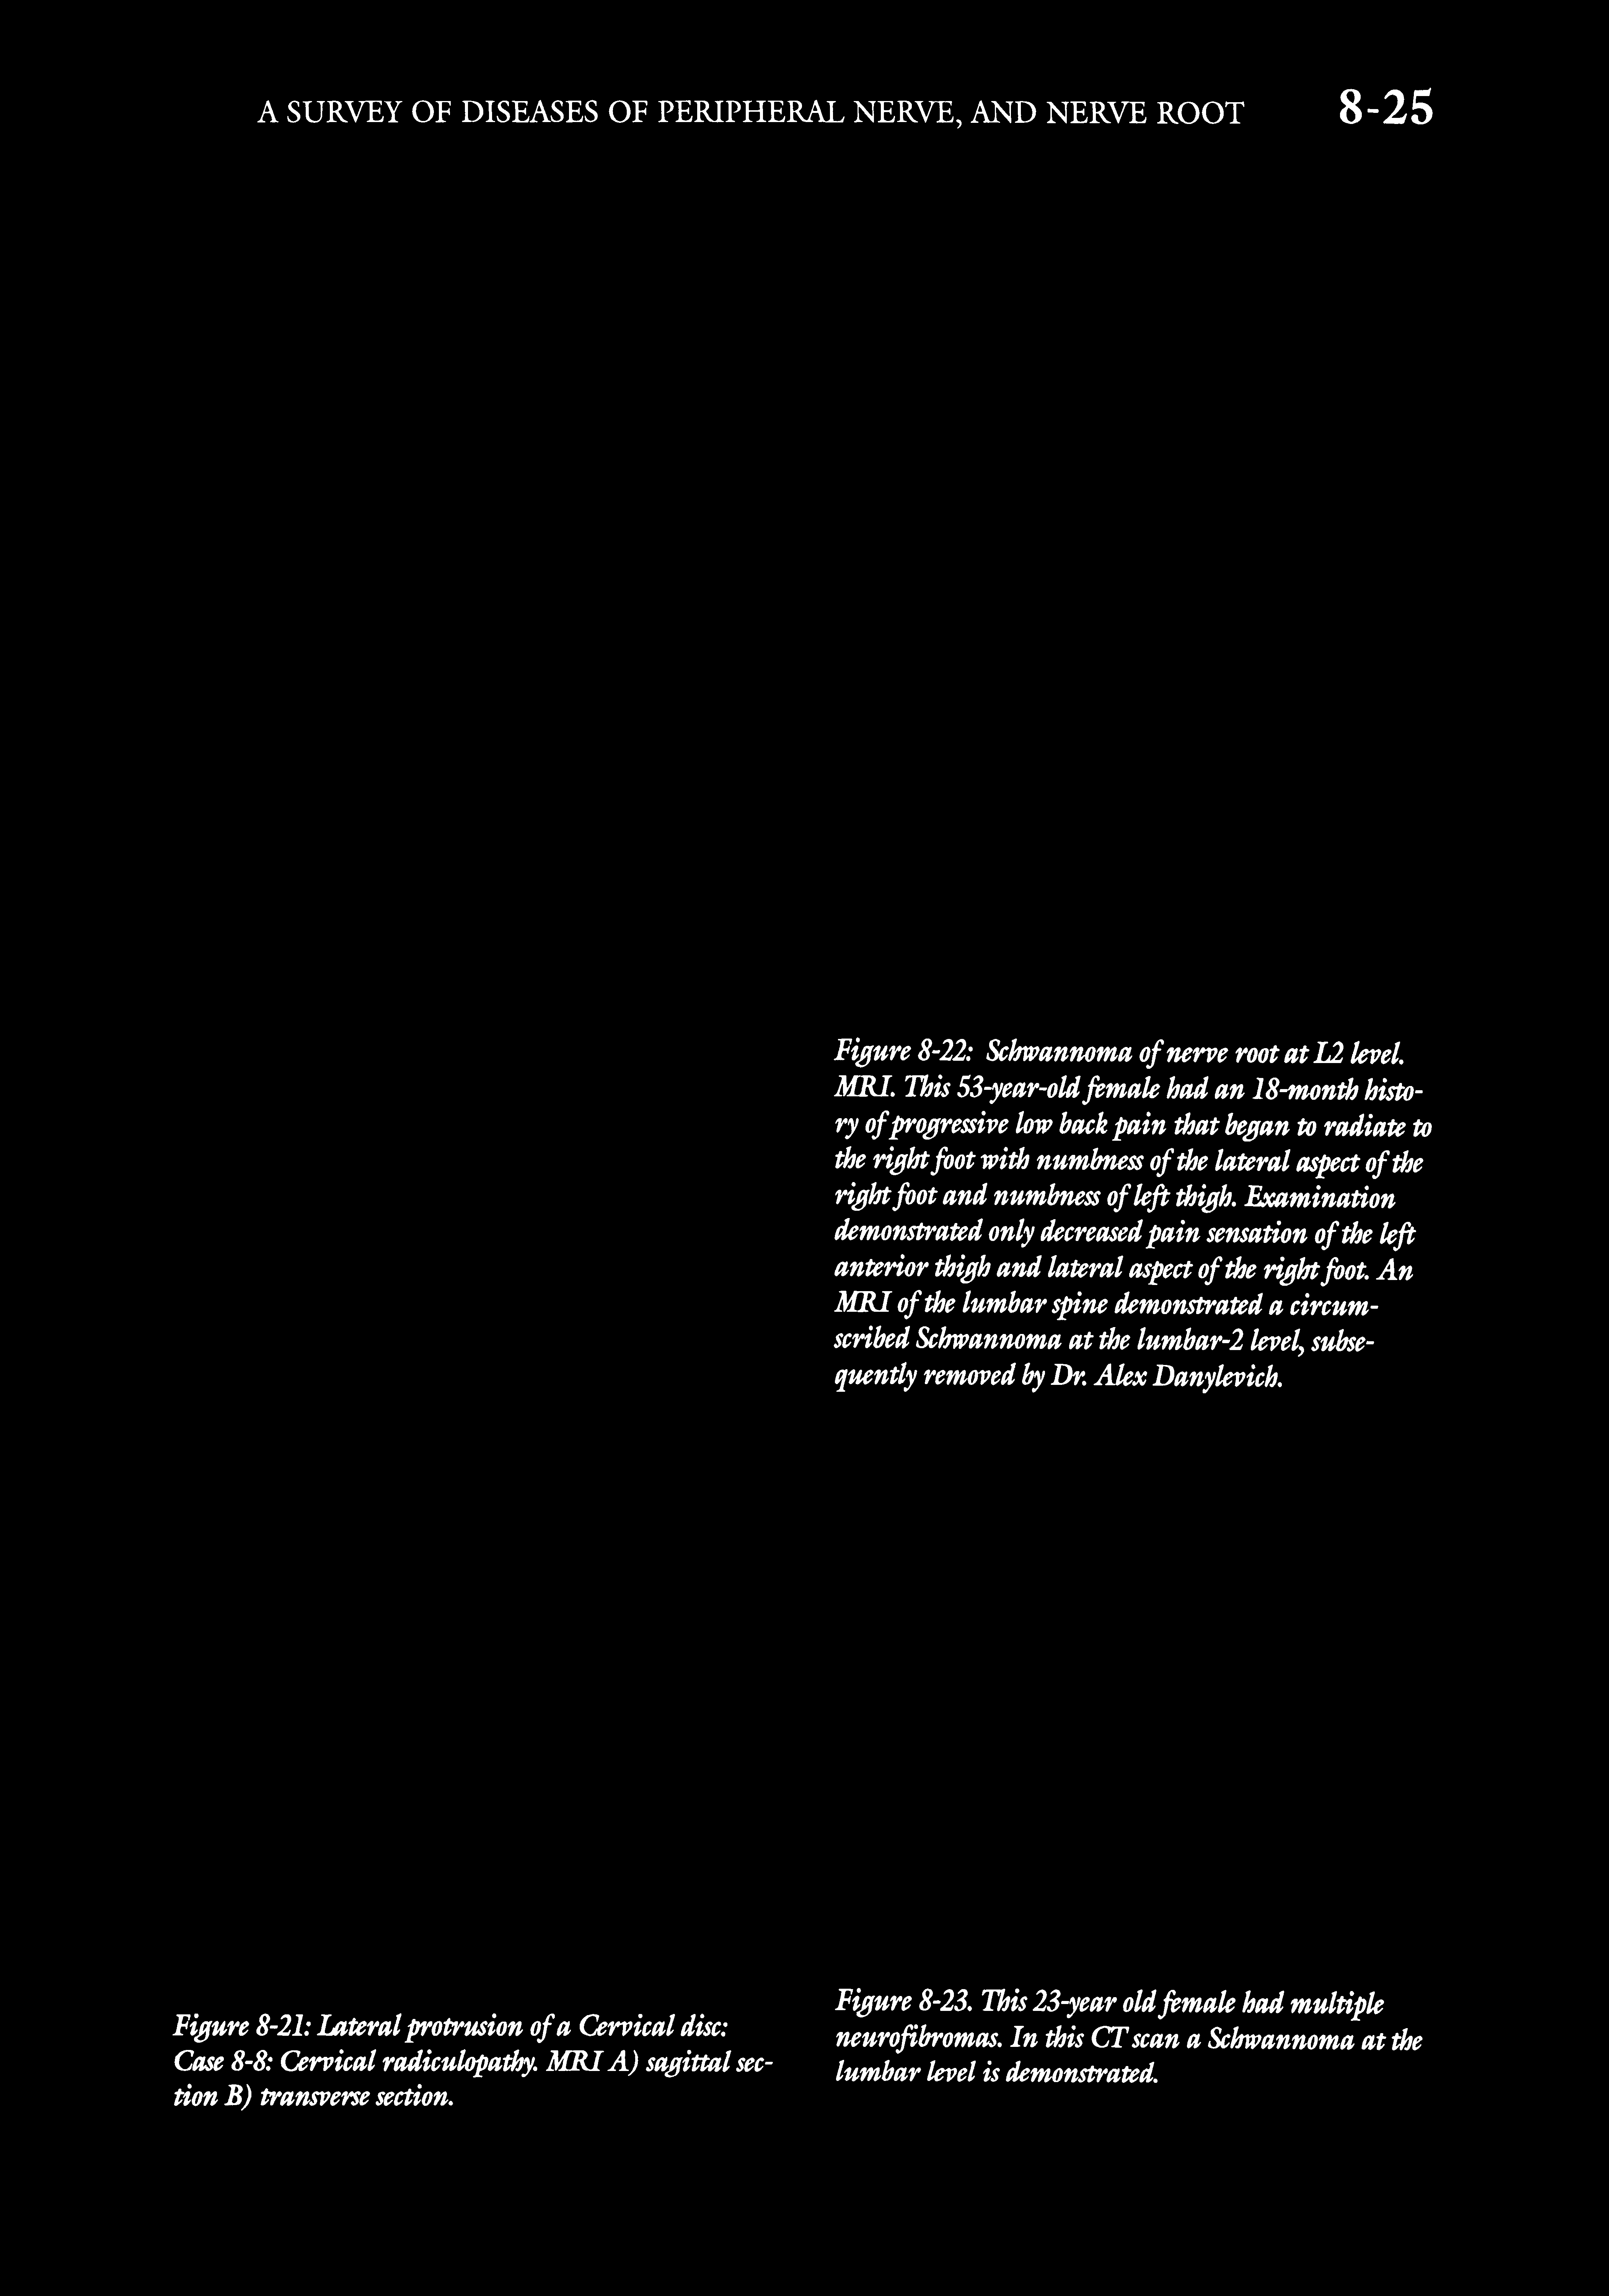 A SURVEY OF DISEASES OF PERIPHERAL NERVE, AND NERVE ROOT 8-25
Figure 8-21: Lateral protrusion of a Cervical disc:
Case 8-8: Cervical radiculopathy. MRI A) sagittal sec-
tion B) transverse section.
Figure 8-22: Schwannoma of nerve root at L2 level.
MRI. This 53-year-old female had an 18-month histo-
ry of progressive low back pain that began to radiate to
the right foot with numbness of the lateral aspect of the
right foot and numbness of left thigh. Examination
demonstrated only decreased pain sensation of the left
anterior thigh and lateral aspect of the right foot. An
MRI of the lumbar spine demonstrated a circum-
scribed Schwannoma at the lumbar-2 level, subse-
quently removed by Dr. Alex Danylevich.
Figure 8-23. This 23-year old female had multiple
neurofibromas. In this CT scan a Schwannoma at the
lumbar level is demonstrated.